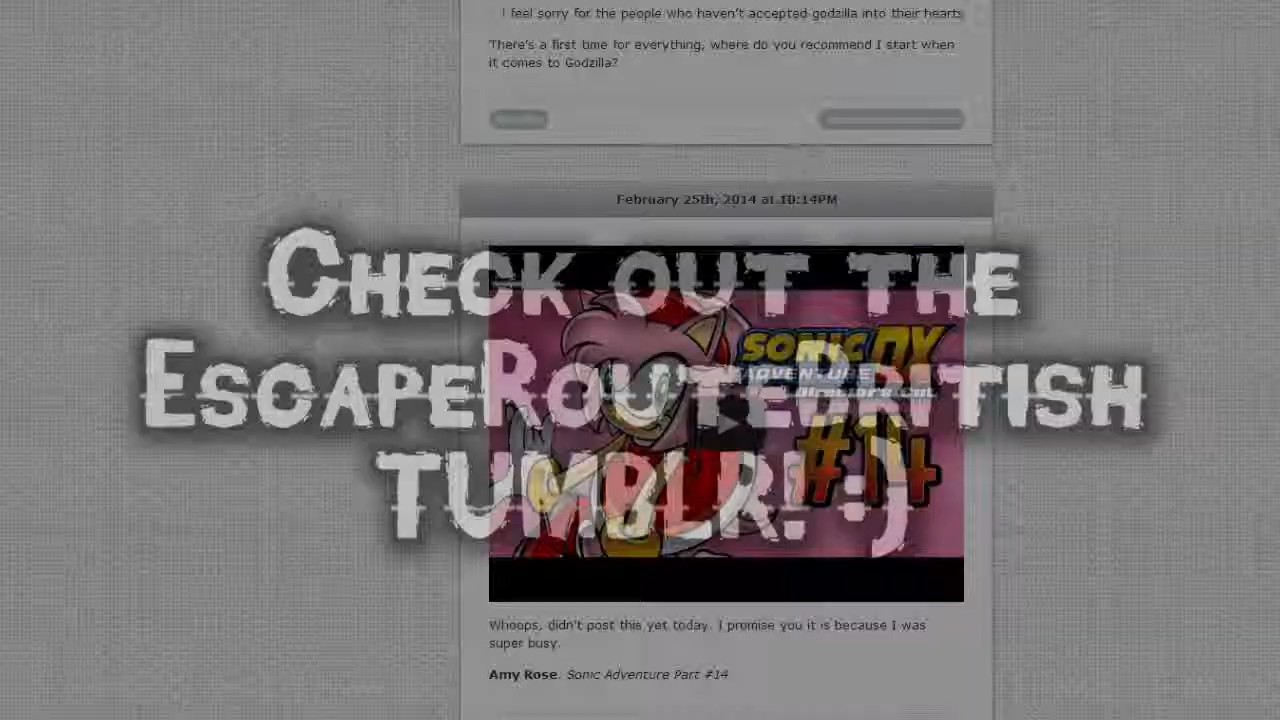 I feel sorry for the people who haven't accepted godzilla into their hearts
There's a first time for everything, where do you recommend I start when
it comes to Godzilla?
February 25th, 2014 at 10:14PM
Check out the
EscapeRouteBritish
tumblr! :)
SONIC DX
ADVENTURE
Director's Cut
#14
Whoops, didn't post this yet today. I promise you it is because I was
super busy.
Amy Rose. Sonic Adventure Part #14